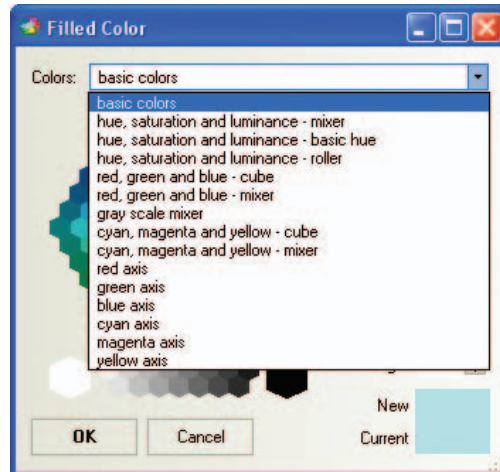 Filled Color
Colors: basic colors
basic colors
hue, saturation and luminance - mixer
hue, saturation and luminance - basic hue
hue, saturation and luminance - roller
red, green and blue - cube
red, green and blue - mixer
gray scale mixer
cyan, magenta and yellow - cube
cyan, magenta and yellow - mixer
red axis
green axis
blue axis
cyan axis
magenta axis
yellow axis
New
OK Cancel Current